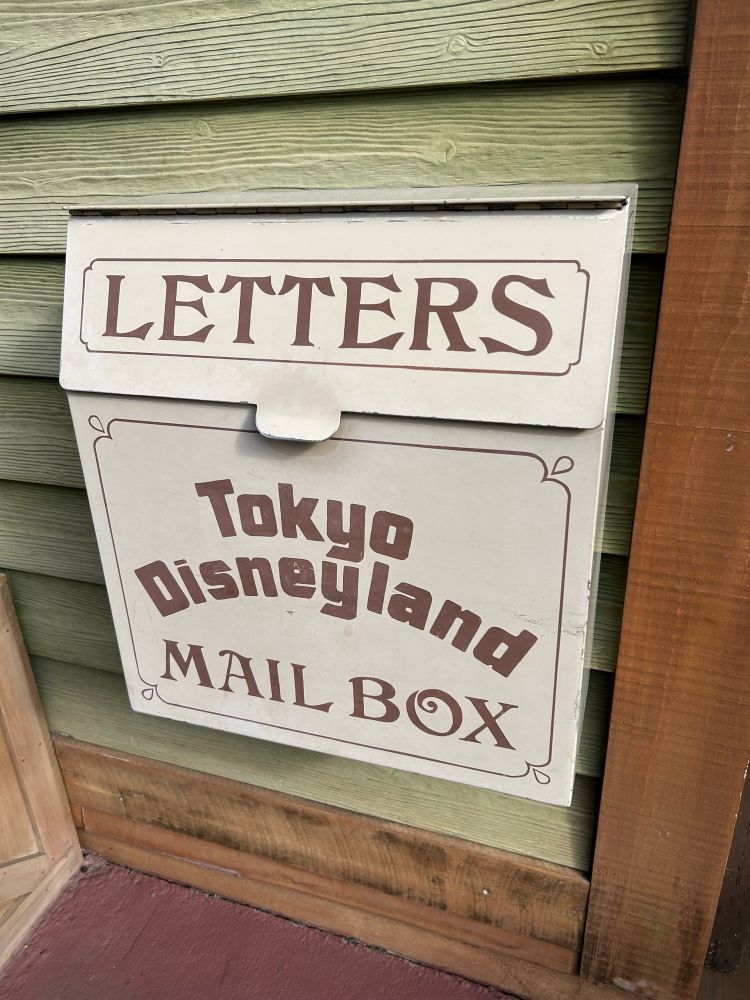 LETTERS
Tokyo
Disneyland
MAIL BOX